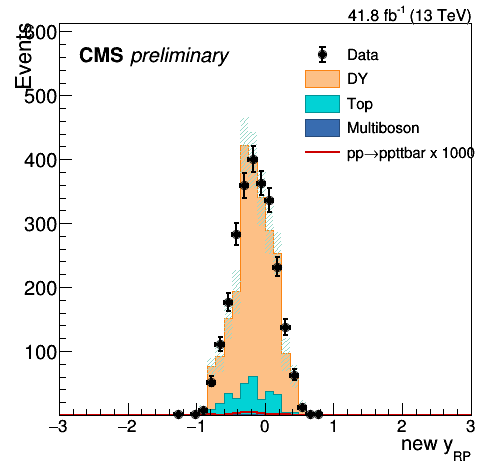 41.8 fb⁻¹ (13 TeV)
Events
CMS preliminary
Data
DY
Top
Multiboson
pp→ppttbar x 1000
600
500
400
300
200
100
−3 −2 −1 0 1 2 3
new y_RP